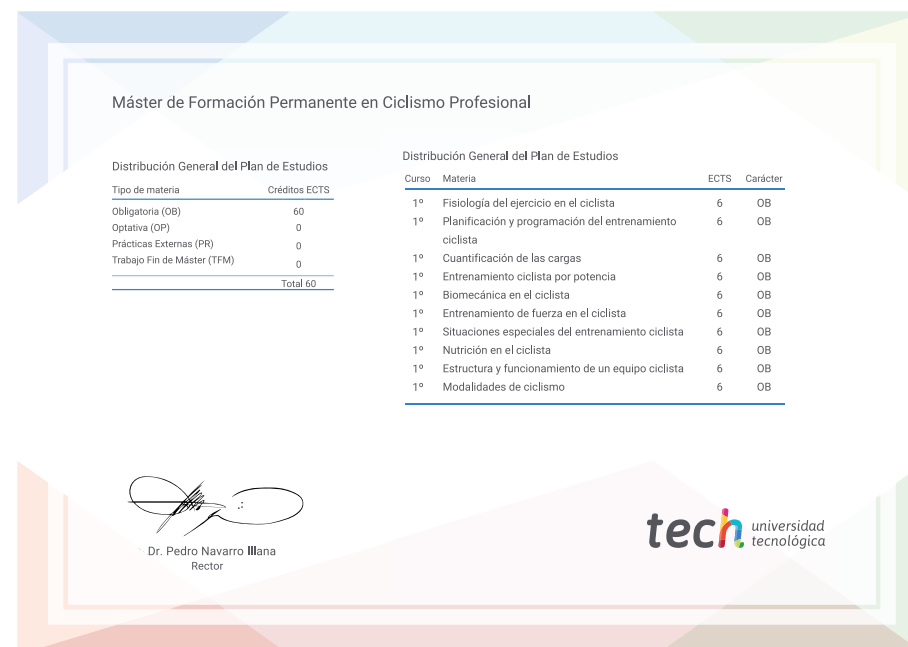 Máster de Formación Permanente en Ciclismo Profesional
Distribución General del Plan de Estudios
Tipo de materia Créditos ECTS
Obligatoria (OB) 60
Optativa (OP) 0
Prácticas Externas (PR) 0
Trabajo Fin de Máster (TFM) 0
Total 60
Distribución General del Plan de Estudios
Curso Materia ECTS Carácter
1º Fisiología del ejercicio en el ciclista 6 OB
1º Planificación y programación del entrenamiento 6 OB
ciclista
1º Cuantificación de las cargas 6 OB
1º Entrenamiento ciclista por potencia 6 OB
1º Biomecánica en el ciclista 6 OB
1º Entrenamiento de fuerza en el ciclista 6 OB
1º Situaciones especiales del entrenamiento ciclista 6 OB
1º Nutrición en el ciclista 6 OB
1º Estructura y funcionamiento de un equipo ciclista 6 OB
1º Modalidades de ciclismo 6 OB
Dr. Pedro Navarro Illana
Rector
tech universidad
tecnológica